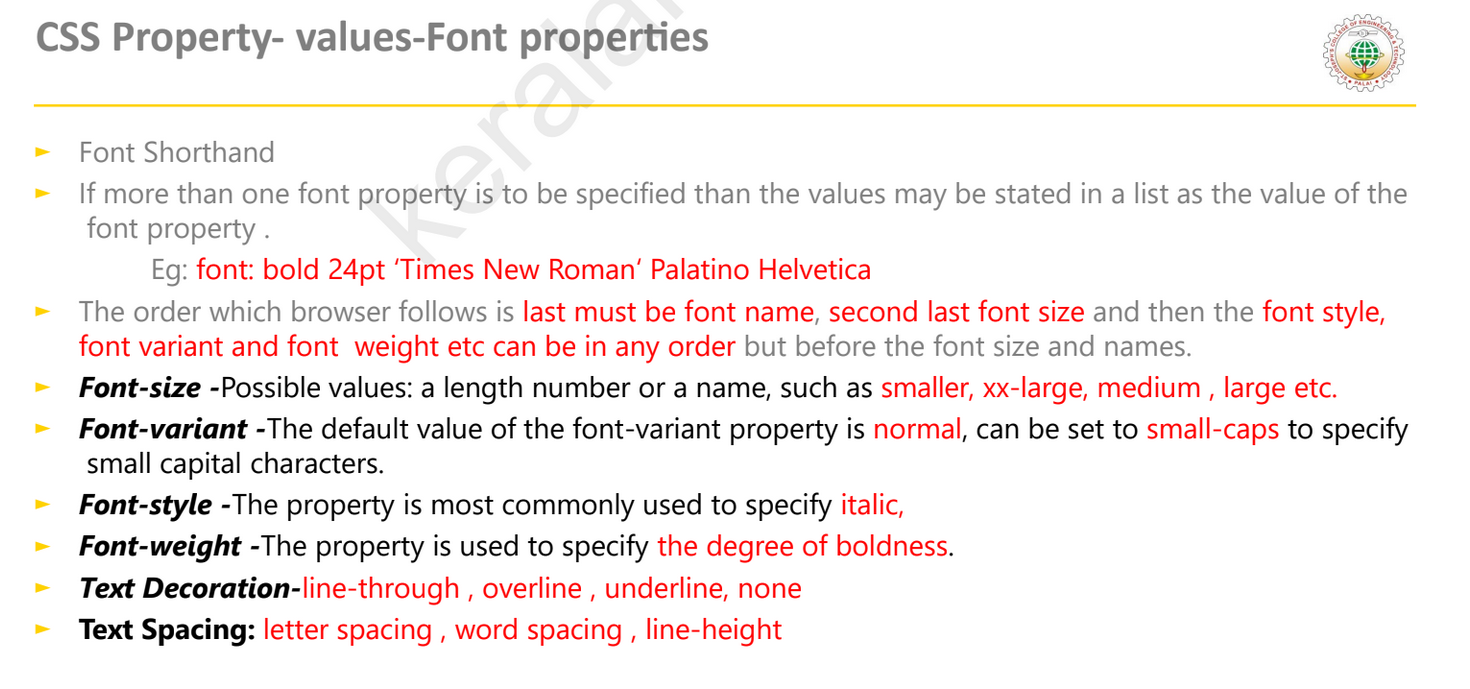 CSS Property- values-Font properties
► Font Shorthand
► If more than one font property is to be specified than the values may be stated in a list as the value of the
font property .
Eg: font: bold 24pt ‘Times New Roman’ Palatino Helvetica
► The order which browser follows is last must be font name, second last font size and then the font style,
font variant and font weight etc can be in any order but before the font size and names.
► Font-size -Possible values: a length number or a name, such as smaller, xx-large, medium , large etc.
► Font-variant -The default value of the font-variant property is normal, can be set to small-caps to specify
small capital characters.
► Font-style -The property is most commonly used to specify italic,
► Font-weight -The property is used to specify the degree of boldness.
► Text Decoration-line-through , overline , underline, none
► Text Spacing: letter spacing , word spacing , line-height